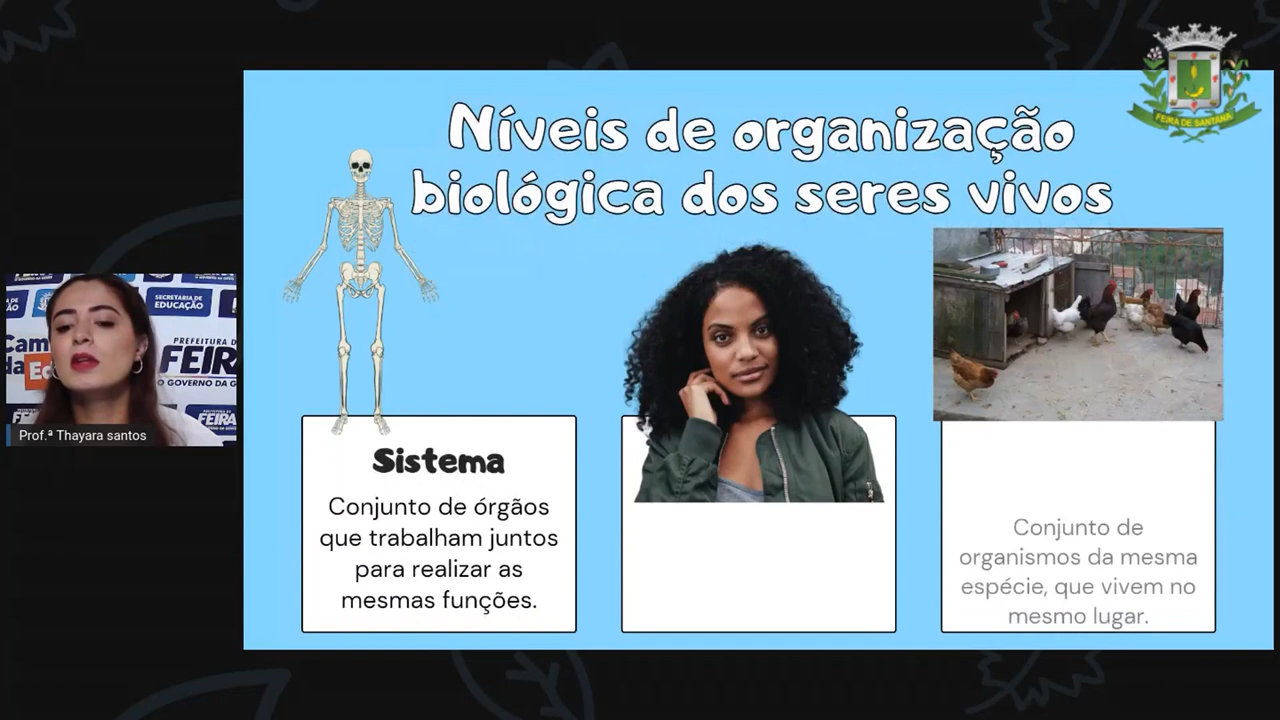 FEIRA DE SANTANA
Níveis de organização
biológica dos seres vivos
SECRETARIA DE
EDUCAÇÃO
PREFEITURA D
FEIRA
O GOVERNO DA G
Prof.ª Thayara santos
Sistema
Conjunto de órgãos
que trabalham juntos
para realizar as
mesmas funções.
Conjunto de
organismos da mesma
espécie, que vivem no
mesmo lugar.